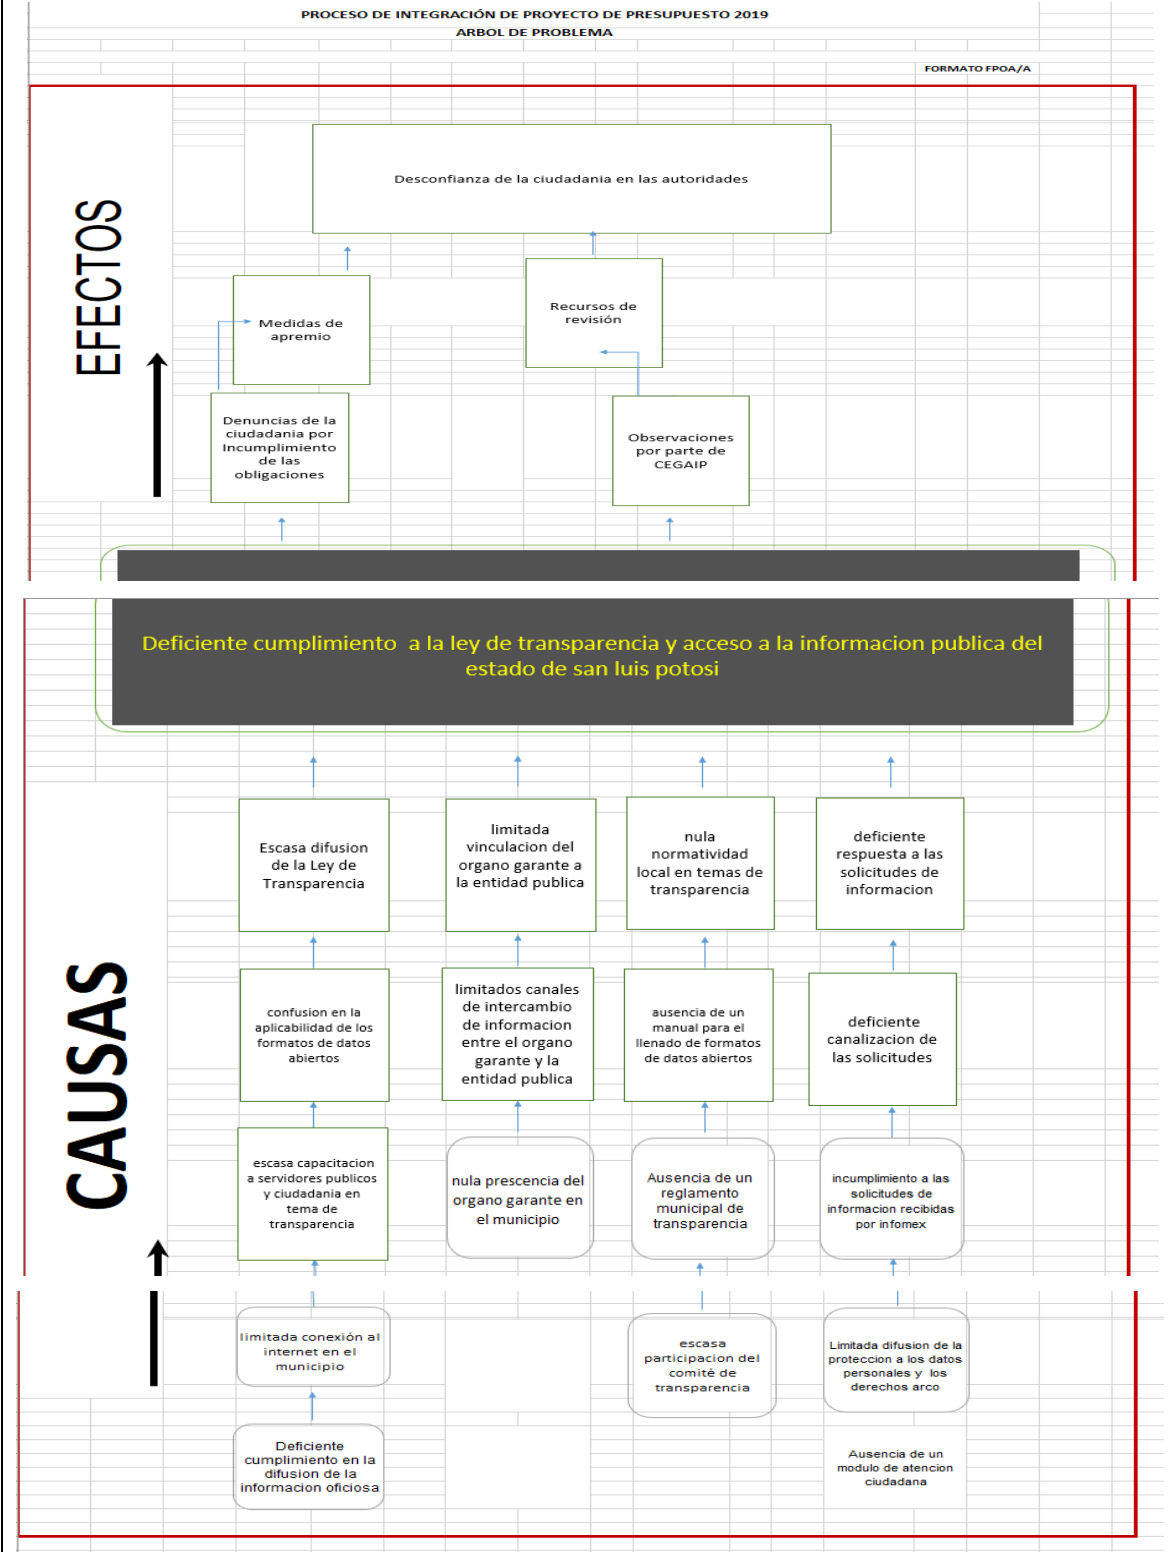 PROCESO DE INTEGRACIÓN DE PROYECTO DE PRESUPUESTO 2019
ARBOL DE PROBLEMA
FORMATO FPOA/A
EFECTOS
Desconfianza de la ciudadania en las autoridades
Medidas de
apremio
Recursos de
revisión
Denuncias de la
ciudadania por
Incumplimiento
de las
obligaciones
Observaciones
por parte de
CEGAIP
Deficiente cumplimiento a la ley de transparencia y acceso a la informacion publica del
estado de san luis potosi
CAUSAS
Escasa difusion
de la Ley de
Transparencia
limitada
vinculacion del
organo garante a
la entidad publica
nula
normatividad
local en temas de
transparencia
deficiente
respuesta a las
solicitudes de
informacion
confusion en la
aplicabilidad de los
formatos de datos
abiertos
limitados canales
de intercambio
de informacion
entre el organo
garante y la
entidad publica
ausencia de un
manual para el
llenado de formatos
de datos abiertos
deficiente
canalizacion de
las solicitudes
escasa capacitacion
a servidores publicos
y ciudadania en
tema de
transparencia
nula prescencia del
organo garante en
el municipio
Ausencia de un
reglamento
municipal de
transparencia
incumplimiento a las
solicitudes de
informacion recibidas
por infomex
limitada conexión al
internet en el
municipio
escasa
participacion del
comité de
transparencia
Limitada difusion de la
proteccion a los datos
personales y los
derechos arco
Deficiente
cumplimiento en la
difusion de la
informacion oficiosa
Ausencia de un
modulo de atencion
ciudadana